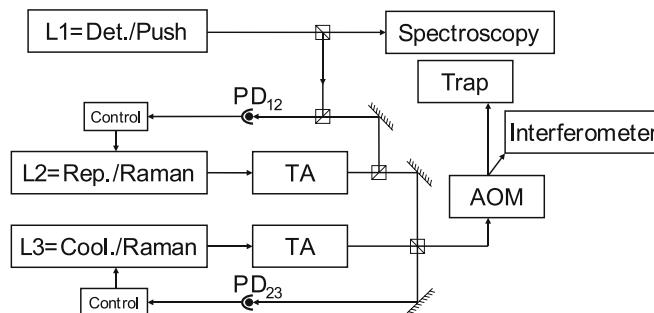 L1=Det./Push
Spectroscopy
Trap
PD12
Control
Interferometer
L2=Rep./Raman
TA
AOM
L3=Cool./Raman
TA
PD23
Control